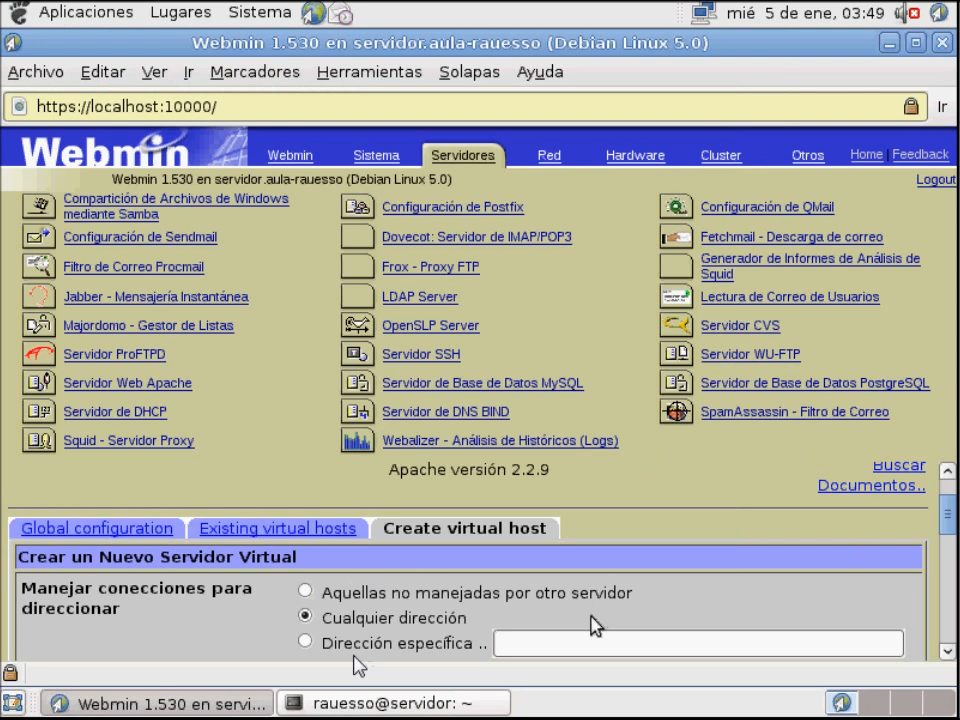 Aplicaciones Lugares Sistema mié 5 de ene, 03:49
Webmin 1.530 en servidor.aula-rauesso (Debian Linux 5.0)
Archivo Editar Ver Ir Marcadores Herramientas Solapas Ayuda
https://localhost:10000/ Ir
Webmin Webmin Sistema Servidores Red Hardware Cluster Otros Home Feedback
Webmin 1.530 en servidor.aula-rauesso (Debian Linux 5.0) Logout
Compartición de Archivos de Windows
mediante Samba
Configuración de Postfix
Configuración de QMail
Configuración de Sendmail
Dovecot: Servidor de IMAP/POP3
Fetchmail - Descarga de correo
Filtro de Correo Procmail
Frox - Proxy FTP
Generador de Informes de Análisis de
Squid
Jabber - Mensajería Instantánea
LDAP Server
Lectura de Correo de Usuarios
Majordomo - Gestor de Listas
OpenSLP Server
Servidor CVS
Servidor ProFTPD
Servidor SSH
Servidor WU-FTP
Servidor Web Apache
Servidor de Base de Datos MySQL
Servidor de Base de Datos PostgreSQL
Servidor de DHCP
Servidor de DNS BIND
SpamAssassin - Filtro de Correo
Squid - Servidor Proxy
Webalizer - Análisis de Históricos (Logs)
Apache versión 2.2.9
Buscar
Documentos..
Global configuration Existing virtual hosts Create virtual host
Crear un Nuevo Servidor Virtual
Manejar conecciones para
direccionar
Aquellas no manejadas por otro servidor
Cualquier dirección
Dirección específica ..
Webmin 1.530 en servi... rauesso@servidor: ~